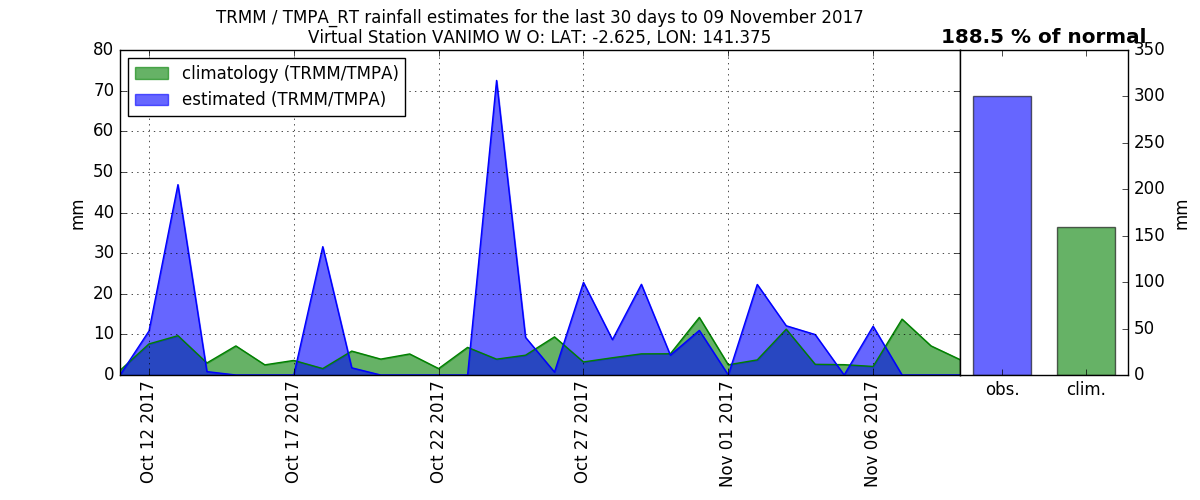 TRMM / TMPA_RT rainfall estimates for the last 30 days to 09 November 2017
Virtual Station VANIMO W O: LAT: -2.625, LON: 141.375
188.5 % of normal
climatology (TRMM/TMPA)
estimated (TRMM/TMPA)
80
70
60
50
40
30
20
10
0
mm
Oct 12 2017
Oct 17 2017
Oct 22 2017
Oct 27 2017
Nov 01 2017
Nov 06 2017
obs.
clim.
350
300
250
200
150
100
50
0
mm